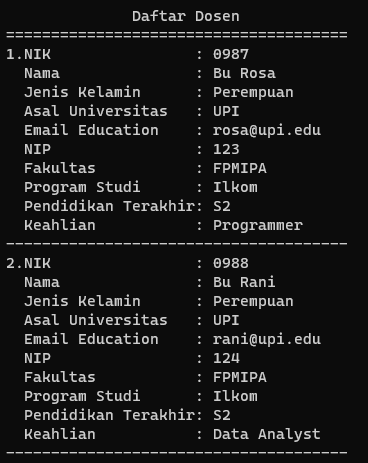 Daftar Dosen
======================================
1.NIK                : 0987
  Nama               : Bu Rosa
  Jenis Kelamin      : Perempuan
  Asal Universitas   : UPI
  Email Education    : rosa@upi.edu
  NIP                : 123
  Fakultas           : FPMIPA
  Program Studi      : Ilkom
  Pendidikan Terakhir: S2
  Keahlian           : Programmer
--------------------------------------
2.NIK                : 0988
  Nama               : Bu Rani
  Jenis Kelamin      : Perempuan
  Asal Universitas   : UPI
  Email Education    : rani@upi.edu
  NIP                : 124
  Fakultas           : FPMIPA
  Program Studi      : Ilkom
  Pendidikan Terakhir: S2
  Keahlian           : Data Analyst
--------------------------------------